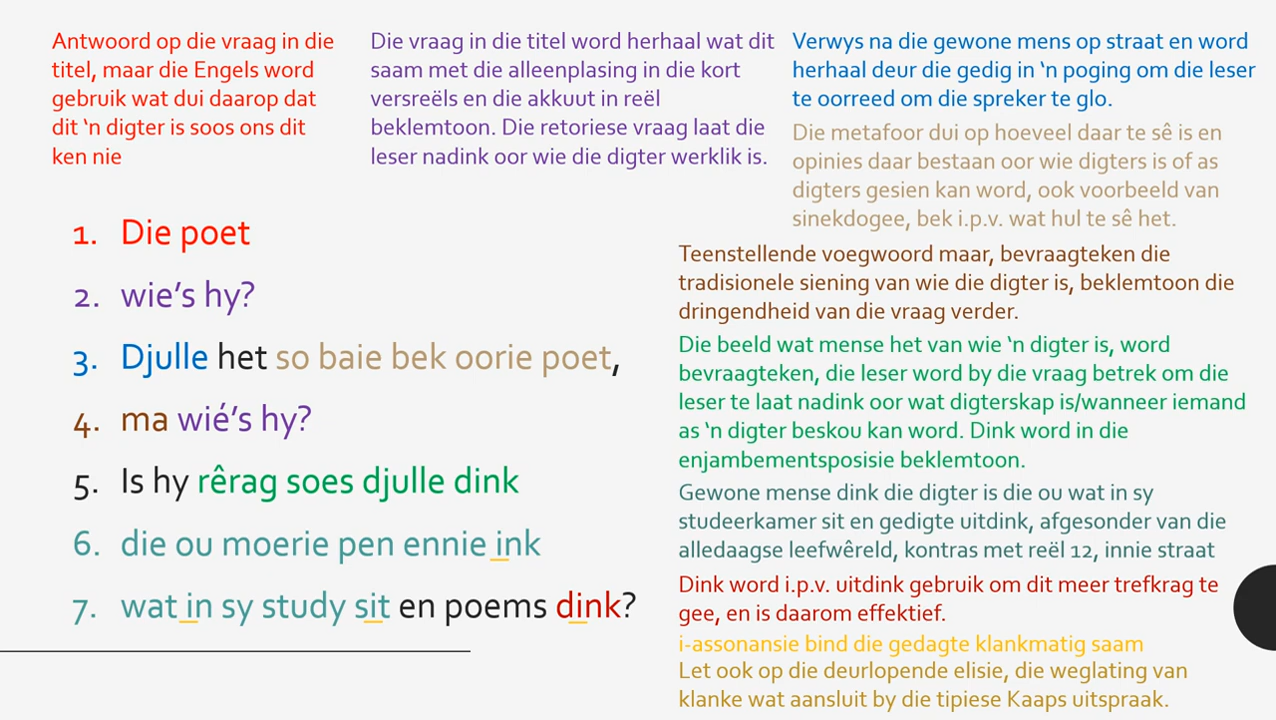 Antwoord op die vraag in die
titel, maar die Engels word
gebruik wat dui daarop dat
dit ‘n digter is soos ons dit
ken nie
Die vraag in die titel word herhaal wat dit
saam met die alleenplasing in die kort
versreëls en die akkuut in reël
beklemtoon. Die retoriese vraag laat die
leser nadink oor wie die digter werklik is.
Verwys na die gewone mens op straat en word
herhaal deur die gedig in ‘n poging om die leser
te oorreed om die spreker te glo.
Die metafoor dui op hoeveel daar te sê is en
opinies daar bestaan oor wie digters is of as
digters gesien kan word, ook voorbeeld van
sinekdogee, bek i.p.v. wat hul te sê het.
1. Die poet
2. wie’s hy?
3. Djulle het so baie bek oorie poet,
4. ma wié’s hy?
5. Is hy rêrag soes djulle dink
6. die ou moerie pen ennie ink
7. wat in sy study sit en poems dink?
Teenstellende voegwoord maar, bevraagteken die
tradisionele siening van wie die digter is, beklemtoon die
dringendheid van die vraag verder.
Die beeld wat mense het van wie ‘n digter is, word
bevraagteken, die leser word by die vraag betrek om die
leser te laat nadink oor wat digterskap is/wanneer iemand
as ‘n digter beskou kan word. Dink word in die
enjambementsposisie beklemtoon.
Gewone mense dink die digter is die ou wat in sy
studeerkamer sit en gedigte uitdink, afgesonder van die
alledaagse leefwêreld, kontras met reël 12, innie straat
Dink word i.p.v. uitdink gebruik om dit meer trefkrag te
gee, en is daarom effektief.
i-assonansie bind die gedagte klankmatig saam
Let ook op die deurlopende elisie, die weglating van
klanke wat aansluit by die tipiese Kaaps uitspraak.